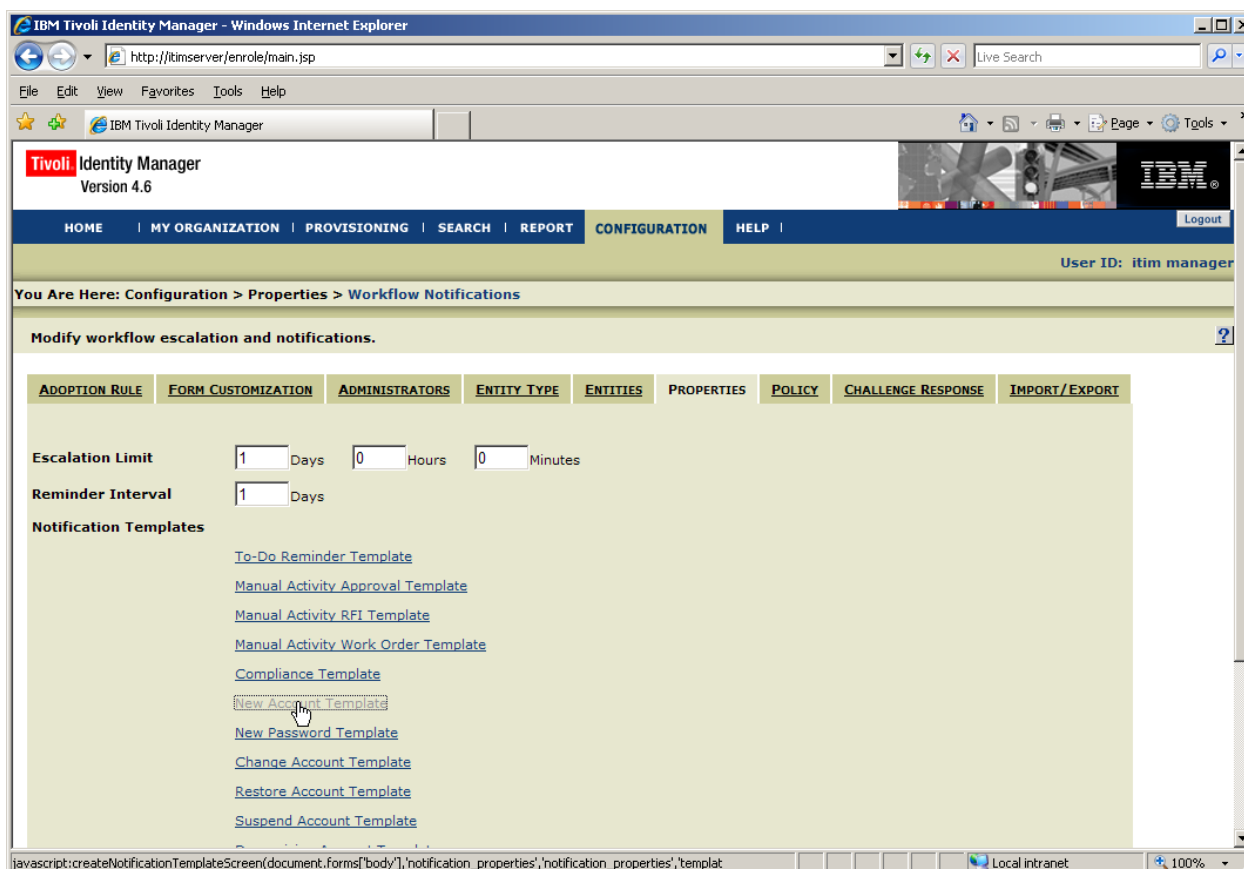 IBM Tivoli Identity Manager - Windows Internet Explorer
http://itimserver/enrole/main.jsp
Live Search
File Edit View Favorites Tools Help
IBM Tivoli Identity Manager
Page Tools
Tivoli. Identity Manager
Version 4.6
IBM®
HOME | MY ORGANIZATION | PROVISIONING | SEARCH | REPORT CONFIGURATION HELP |
Logout
User ID: itim manager
You Are Here: Configuration > Properties > Workflow Notifications
Modify workflow escalation and notifications.
?
ADOPTION RULE FORM CUSTOMIZATION ADMINISTRATORS ENTITY TYPE ENTITIES PROPERTIES POLICY CHALLENGE RESPONSE IMPORT/EXPORT
Escalation Limit 1 Days 0 Hours 0 Minutes
Reminder Interval 1 Days
Notification Templates
To-Do Reminder Template
Manual Activity Approval Template
Manual Activity RFI Template
Manual Activity Work Order Template
Compliance Template
New Account Template
New Password Template
Change Account Template
Restore Account Template
Suspend Account Template
javascript:createNotificationTemplateScreen(document.forms['body'],'notification_properties','notification_properties','templat
Local intranet
100%